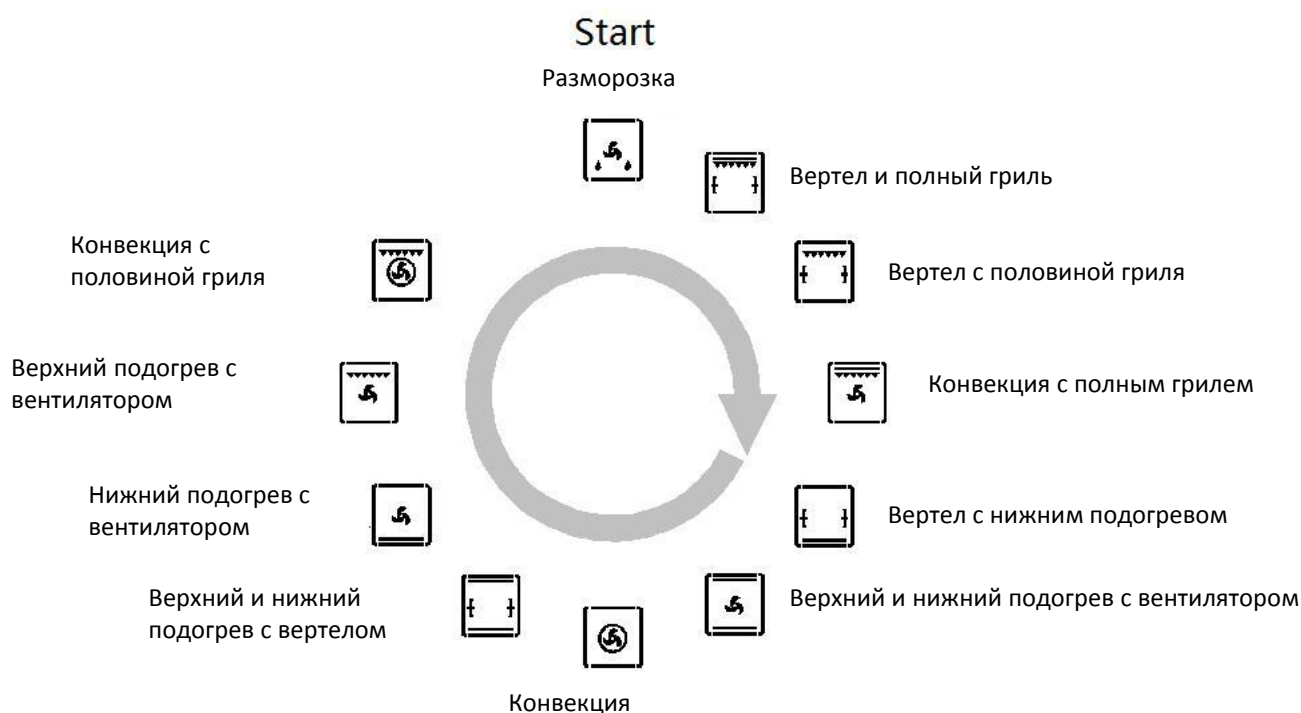 Start
Разморозка
Вертел и полный гриль
Вертел с половиной гриля
Конвекция с полным грилем
Вертел с нижним подогревом
Верхний и нижний подогрев с вентилятором
Конвекция
Верхний и нижний
подогрев с вертелом
Нижний подогрев с
вентилятором
Верхний подогрев с
вентилятором
Конвекция с
половиной гриля